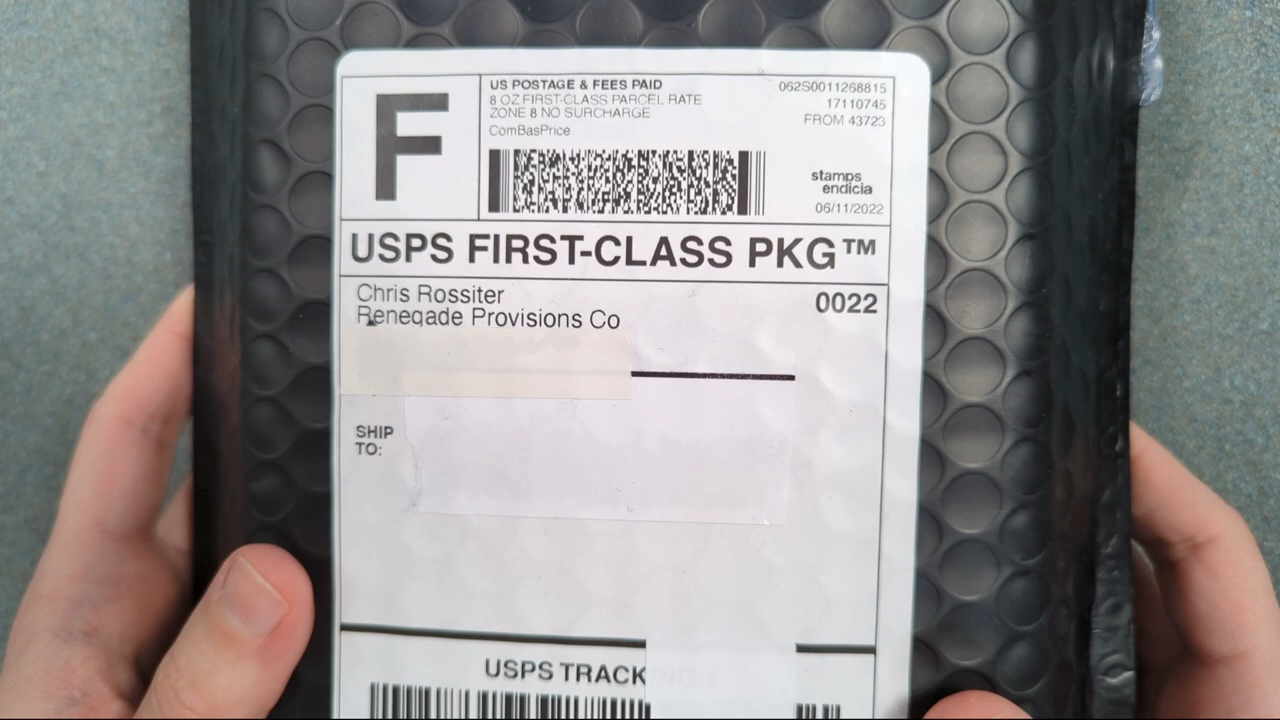 F
US POSTAGE & FEES PAID
8 OZ FIRST-CLASS PARCEL RATE
ZONE 8 NO SURCHARGE
ComBasPrice
062S0011268815
17110745
FROM 43723
stamps
endicia
06/11/2022
USPS FIRST-CLASS PKG™
Chris Rossiter
Renegade Provisions Co
0022
SHIP
TO:
USPS TRACKING #